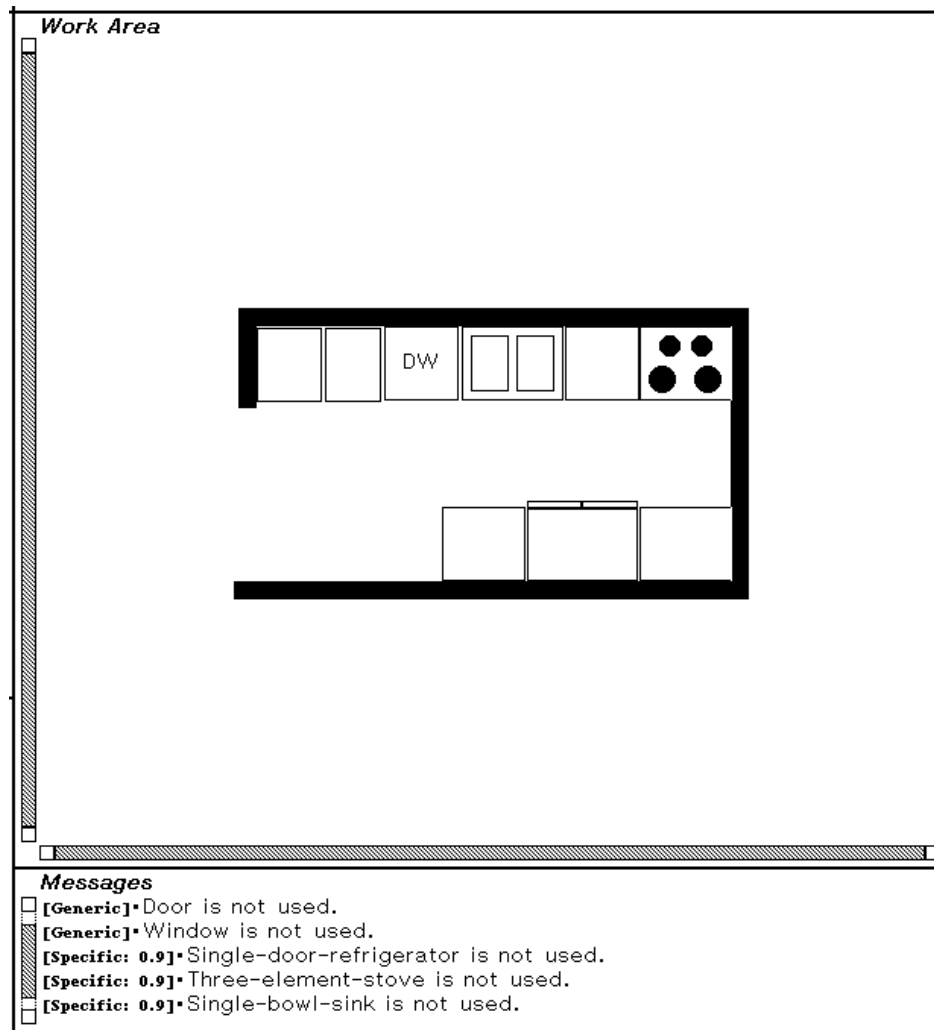 Work Area
DW
Messages
[Generic]▪Door is not used.
[Generic]▪Window is not used.
[Specific: 0.9]▪Single-door-refrigerator is not used.
[Specific: 0.9]▪Three-element-stove is not used.
[Specific: 0.9]▪Single-bowl-sink is not used.